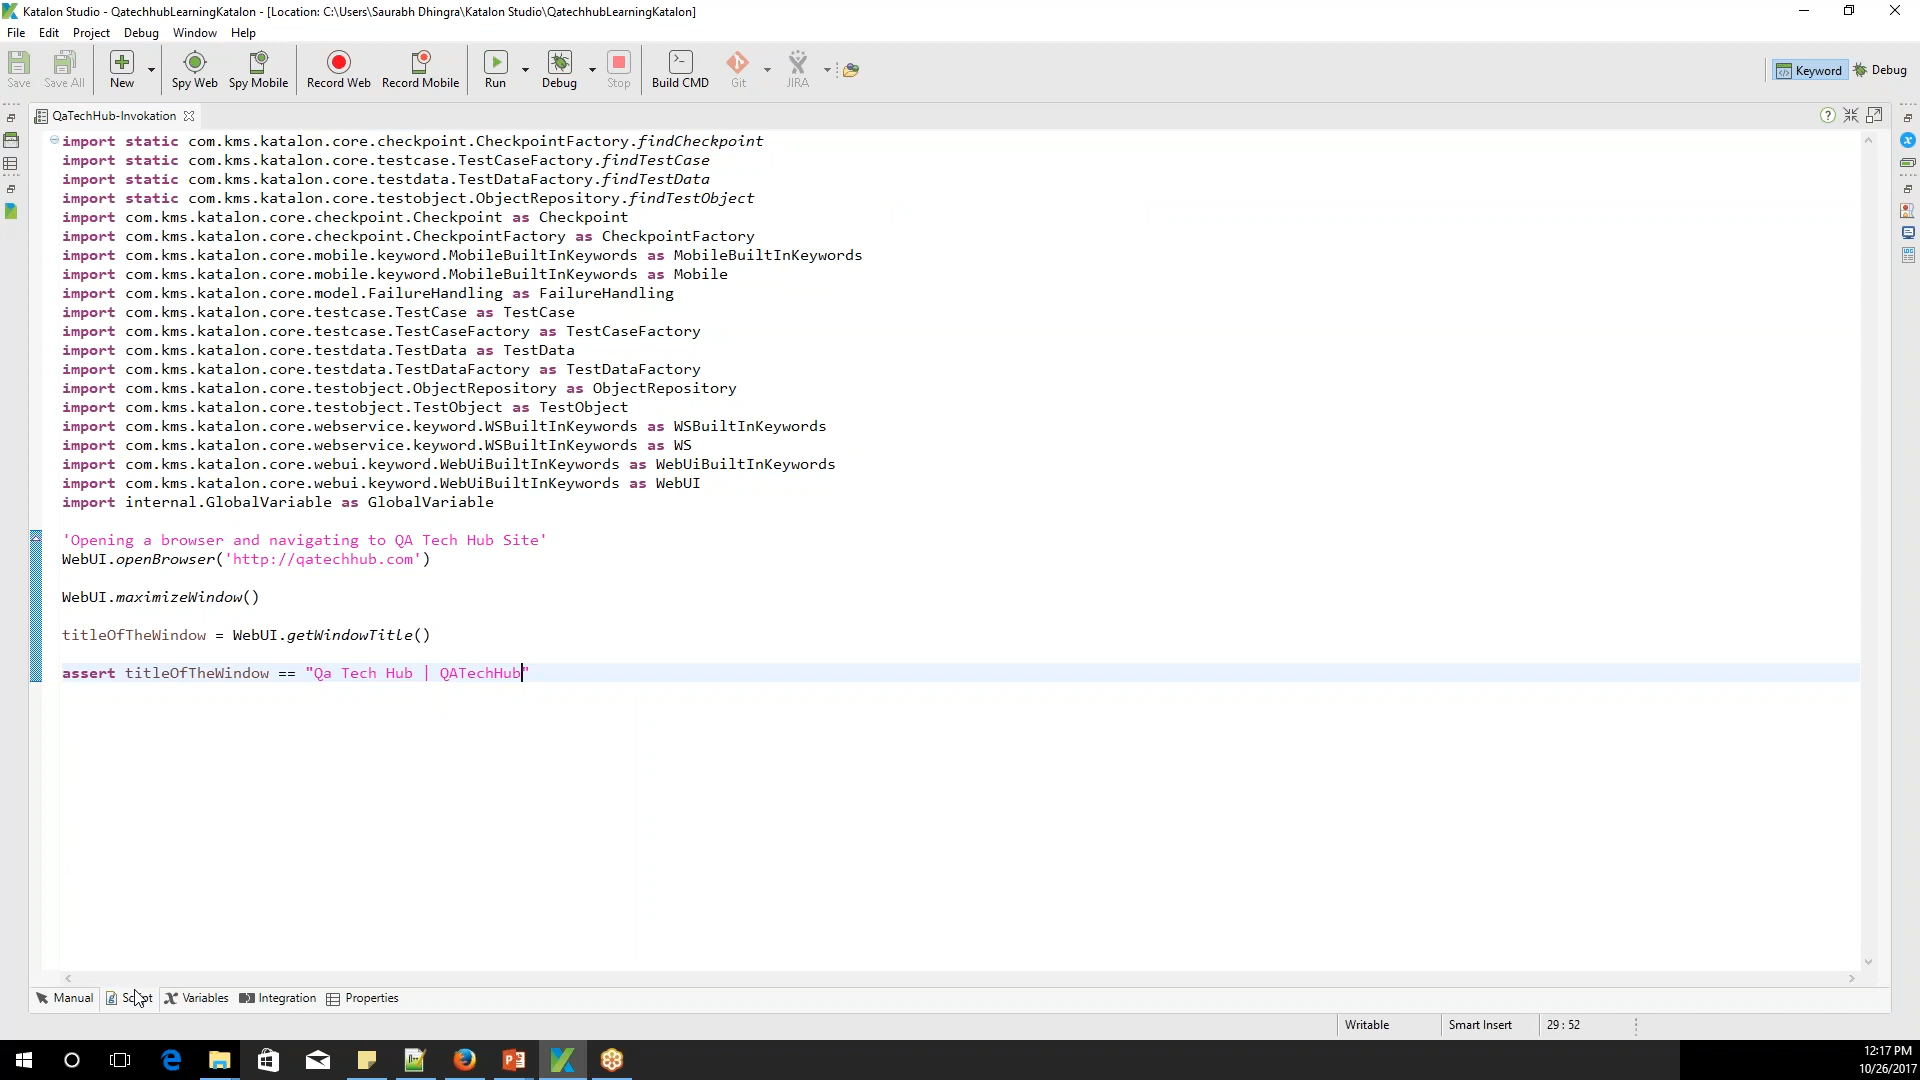 Katalon Studio - QatechhubLearningKatalon - [Location: C:\Users\Saurabh Dhingra\Katalon Studio\QatechhubLearningKatalon]
File Edit Project Debug Window Help
Save Save All New Spy Web Spy Mobile Record Web Record Mobile Run Debug Stop Build CMD Git JIRA Keyword Debug
QaTechHub-Invokation
import static com.kms.katalon.core.checkpoint.CheckpointFactory.findCheckpoint
import static com.kms.katalon.core.testcase.TestCaseFactory.findTestCase
import static com.kms.katalon.core.testdata.TestDataFactory.findTestData
import static com.kms.katalon.core.testobject.ObjectRepository.findTestObject
import com.kms.katalon.core.checkpoint.Checkpoint as Checkpoint
import com.kms.katalon.core.checkpoint.CheckpointFactory as CheckpointFactory
import com.kms.katalon.core.mobile.keyword.MobileBuiltInKeywords as MobileBuiltInKeywords
import com.kms.katalon.core.mobile.keyword.MobileBuiltInKeywords as Mobile
import com.kms.katalon.core.model.FailureHandling as FailureHandling
import com.kms.katalon.core.testcase.TestCase as TestCase
import com.kms.katalon.core.testcase.TestCaseFactory as TestCaseFactory
import com.kms.katalon.core.testdata.TestData as TestData
import com.kms.katalon.core.testdata.TestDataFactory as TestDataFactory
import com.kms.katalon.core.testobject.ObjectRepository as ObjectRepository
import com.kms.katalon.core.testobject.TestObject as TestObject
import com.kms.katalon.core.webservice.keyword.WSBuiltInKeywords as WSBuiltInKeywords
import com.kms.katalon.core.webservice.keyword.WSBuiltInKeywords as WS
import com.kms.katalon.core.webui.keyword.WebUiBuiltInKeywords as WebUiBuiltInKeywords
import com.kms.katalon.core.webui.keyword.WebUiBuiltInKeywords as WebUI
import internal.GlobalVariable as GlobalVariable
'Opening a browser and navigating to QA Tech Hub Site'
WebUI.openBrowser('http://qatechhub.com')
WebUI.maximizeWindow()
titleOfTheWindow = WebUI.getWindowTitle()
assert titleOfTheWindow == "Qa Tech Hub | QATechHub"
Manual Script Variables Integration Properties
Writable Smart Insert 29 : 52
12:17 PM
10/26/2017